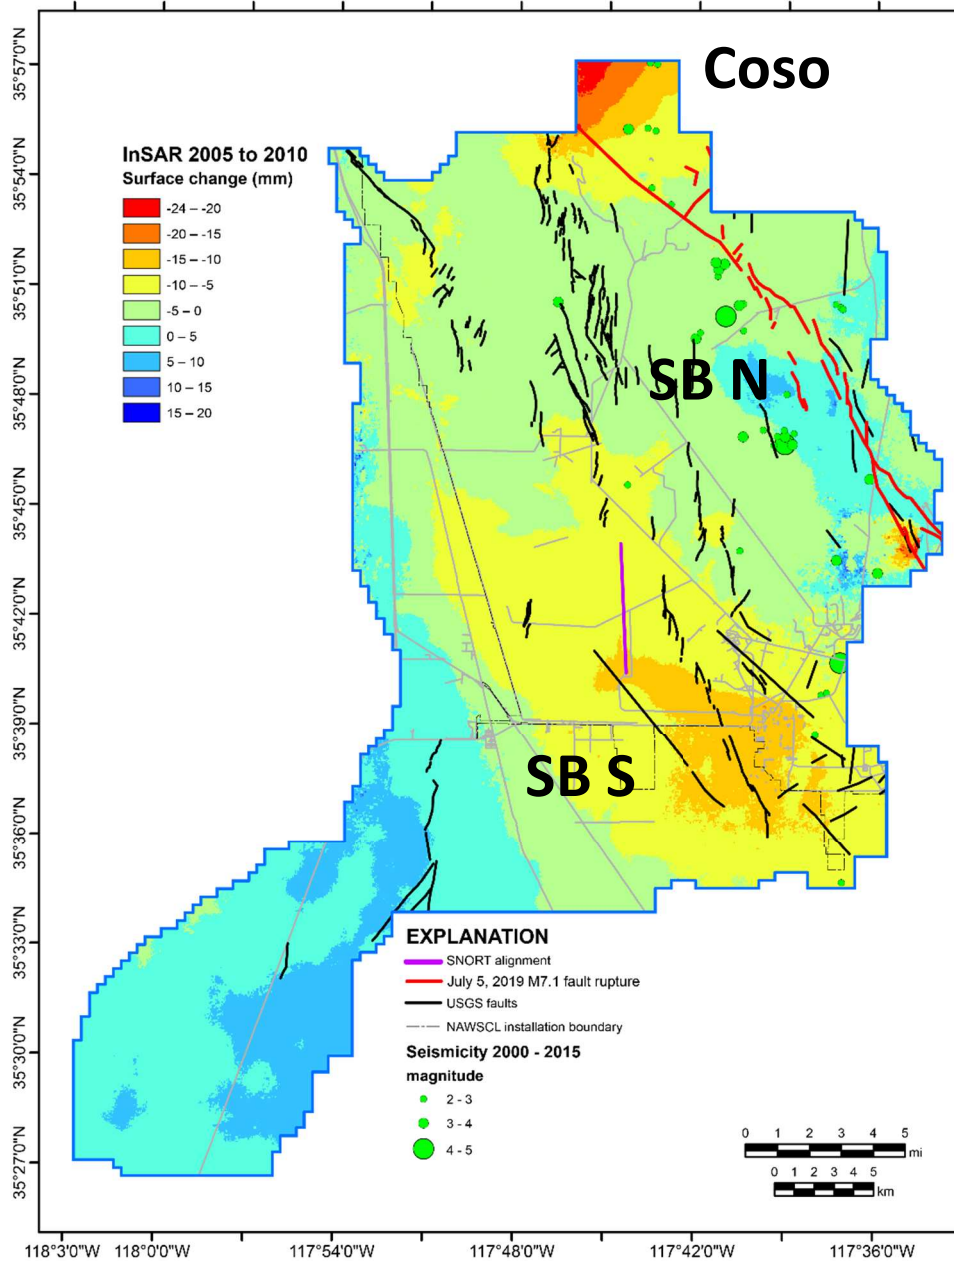 Coso
35°57'0"N
35°54'0"N
35°51'0"N
35°48'0"N
35°45'0"N
35°42'0"N
35°39'0"N
35°36'0"N
35°33'0"N
35°30'0"N
35°27'0"N
InSAR 2005 to 2010
Surface change (mm)
-24 – -20
-20 – -15
-15 – -10
-10 – -5
-5 – 0
0 – 5
5 – 10
10 – 15
15 – 20
SB N
SB S
EXPLANATION
SNORT alignment
July 5, 2019 M7.1 fault rupture
USGS faults
NAWSCL installation boundary
Seismicity 2000 - 2015
magnitude
2 - 3
3 - 4
4 - 5
0 1 2 3 4 5
mi
0 1 2 3 4 5
km
118°3'0"W 118°0'0"W 117°54'0"W 117°48'0"W 117°42'0"W 117°36'0"W